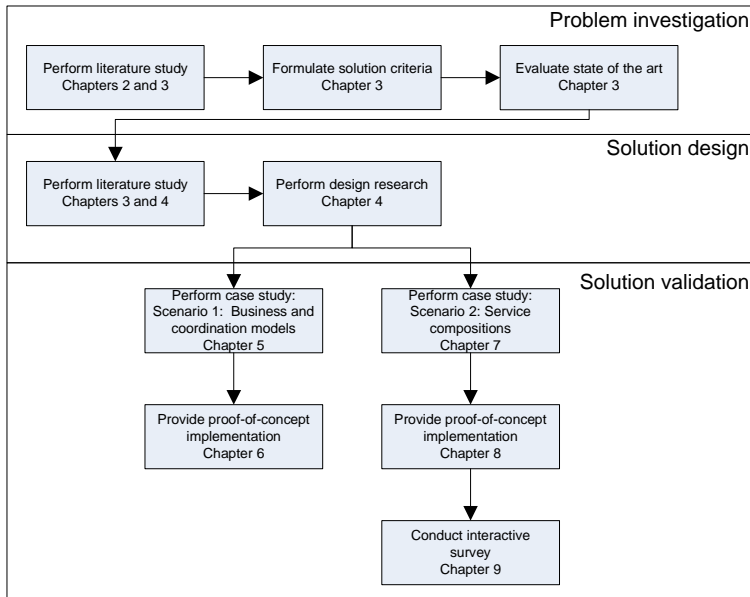 Problem investigation
Perform literature study
Chapters 2 and 3
Formulate solution criteria
Chapter 3
Evaluate state of the art
Chapter 3
Solution design
Perform literature study
Chapters 3 and 4
Perform design research
Chapter 4
Solution validation
Perform case study:
Scenario 1: Business and
coordination models
Chapter 5
Perform case study:
Scenario 2: Service
compositions
Chapter 7
Provide proof-of-concept
implementation
Chapter 6
Provide proof-of-concept
implementation
Chapter 8
Conduct interactive
survey
Chapter 9